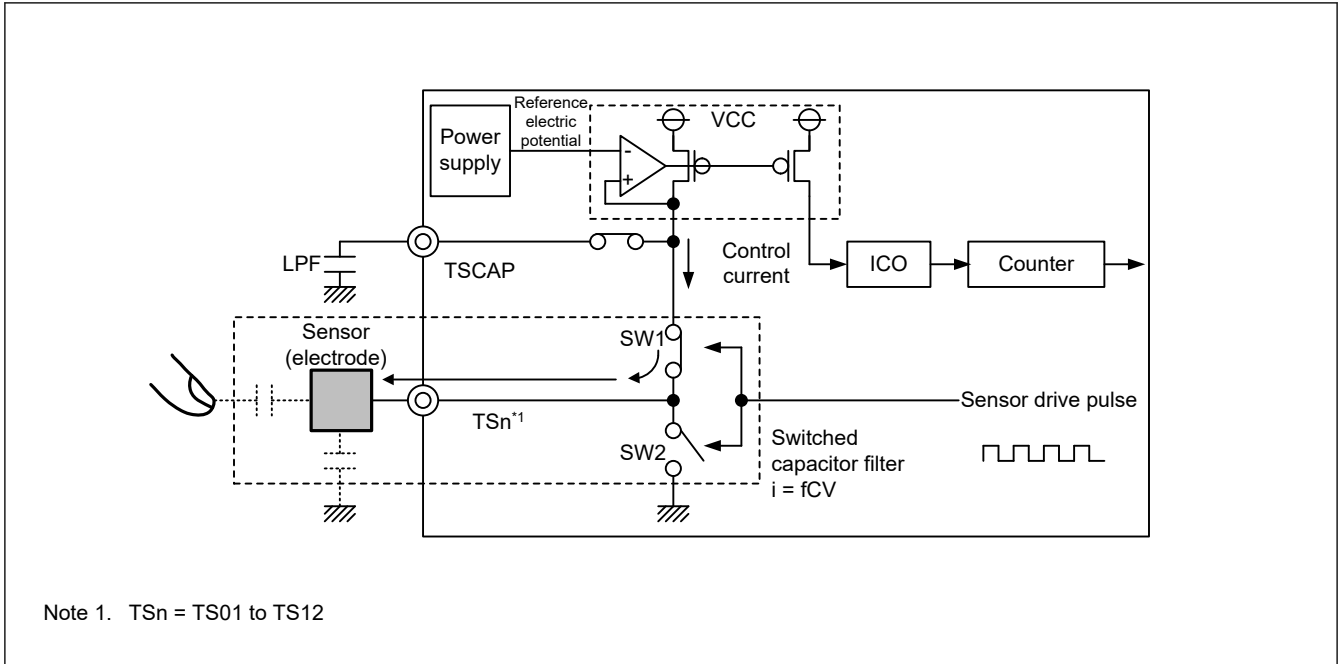 Power
supply
Reference
electric
potential
-
+
VCC
LPF
TSCAP
Control
current
ICO
Counter
Sensor
(electrode)
SW1
TSn*1
SW2
Sensor drive pulse
Switched
capacitor filter
i = fCV
Note 1. TSn = TS01 to TS12